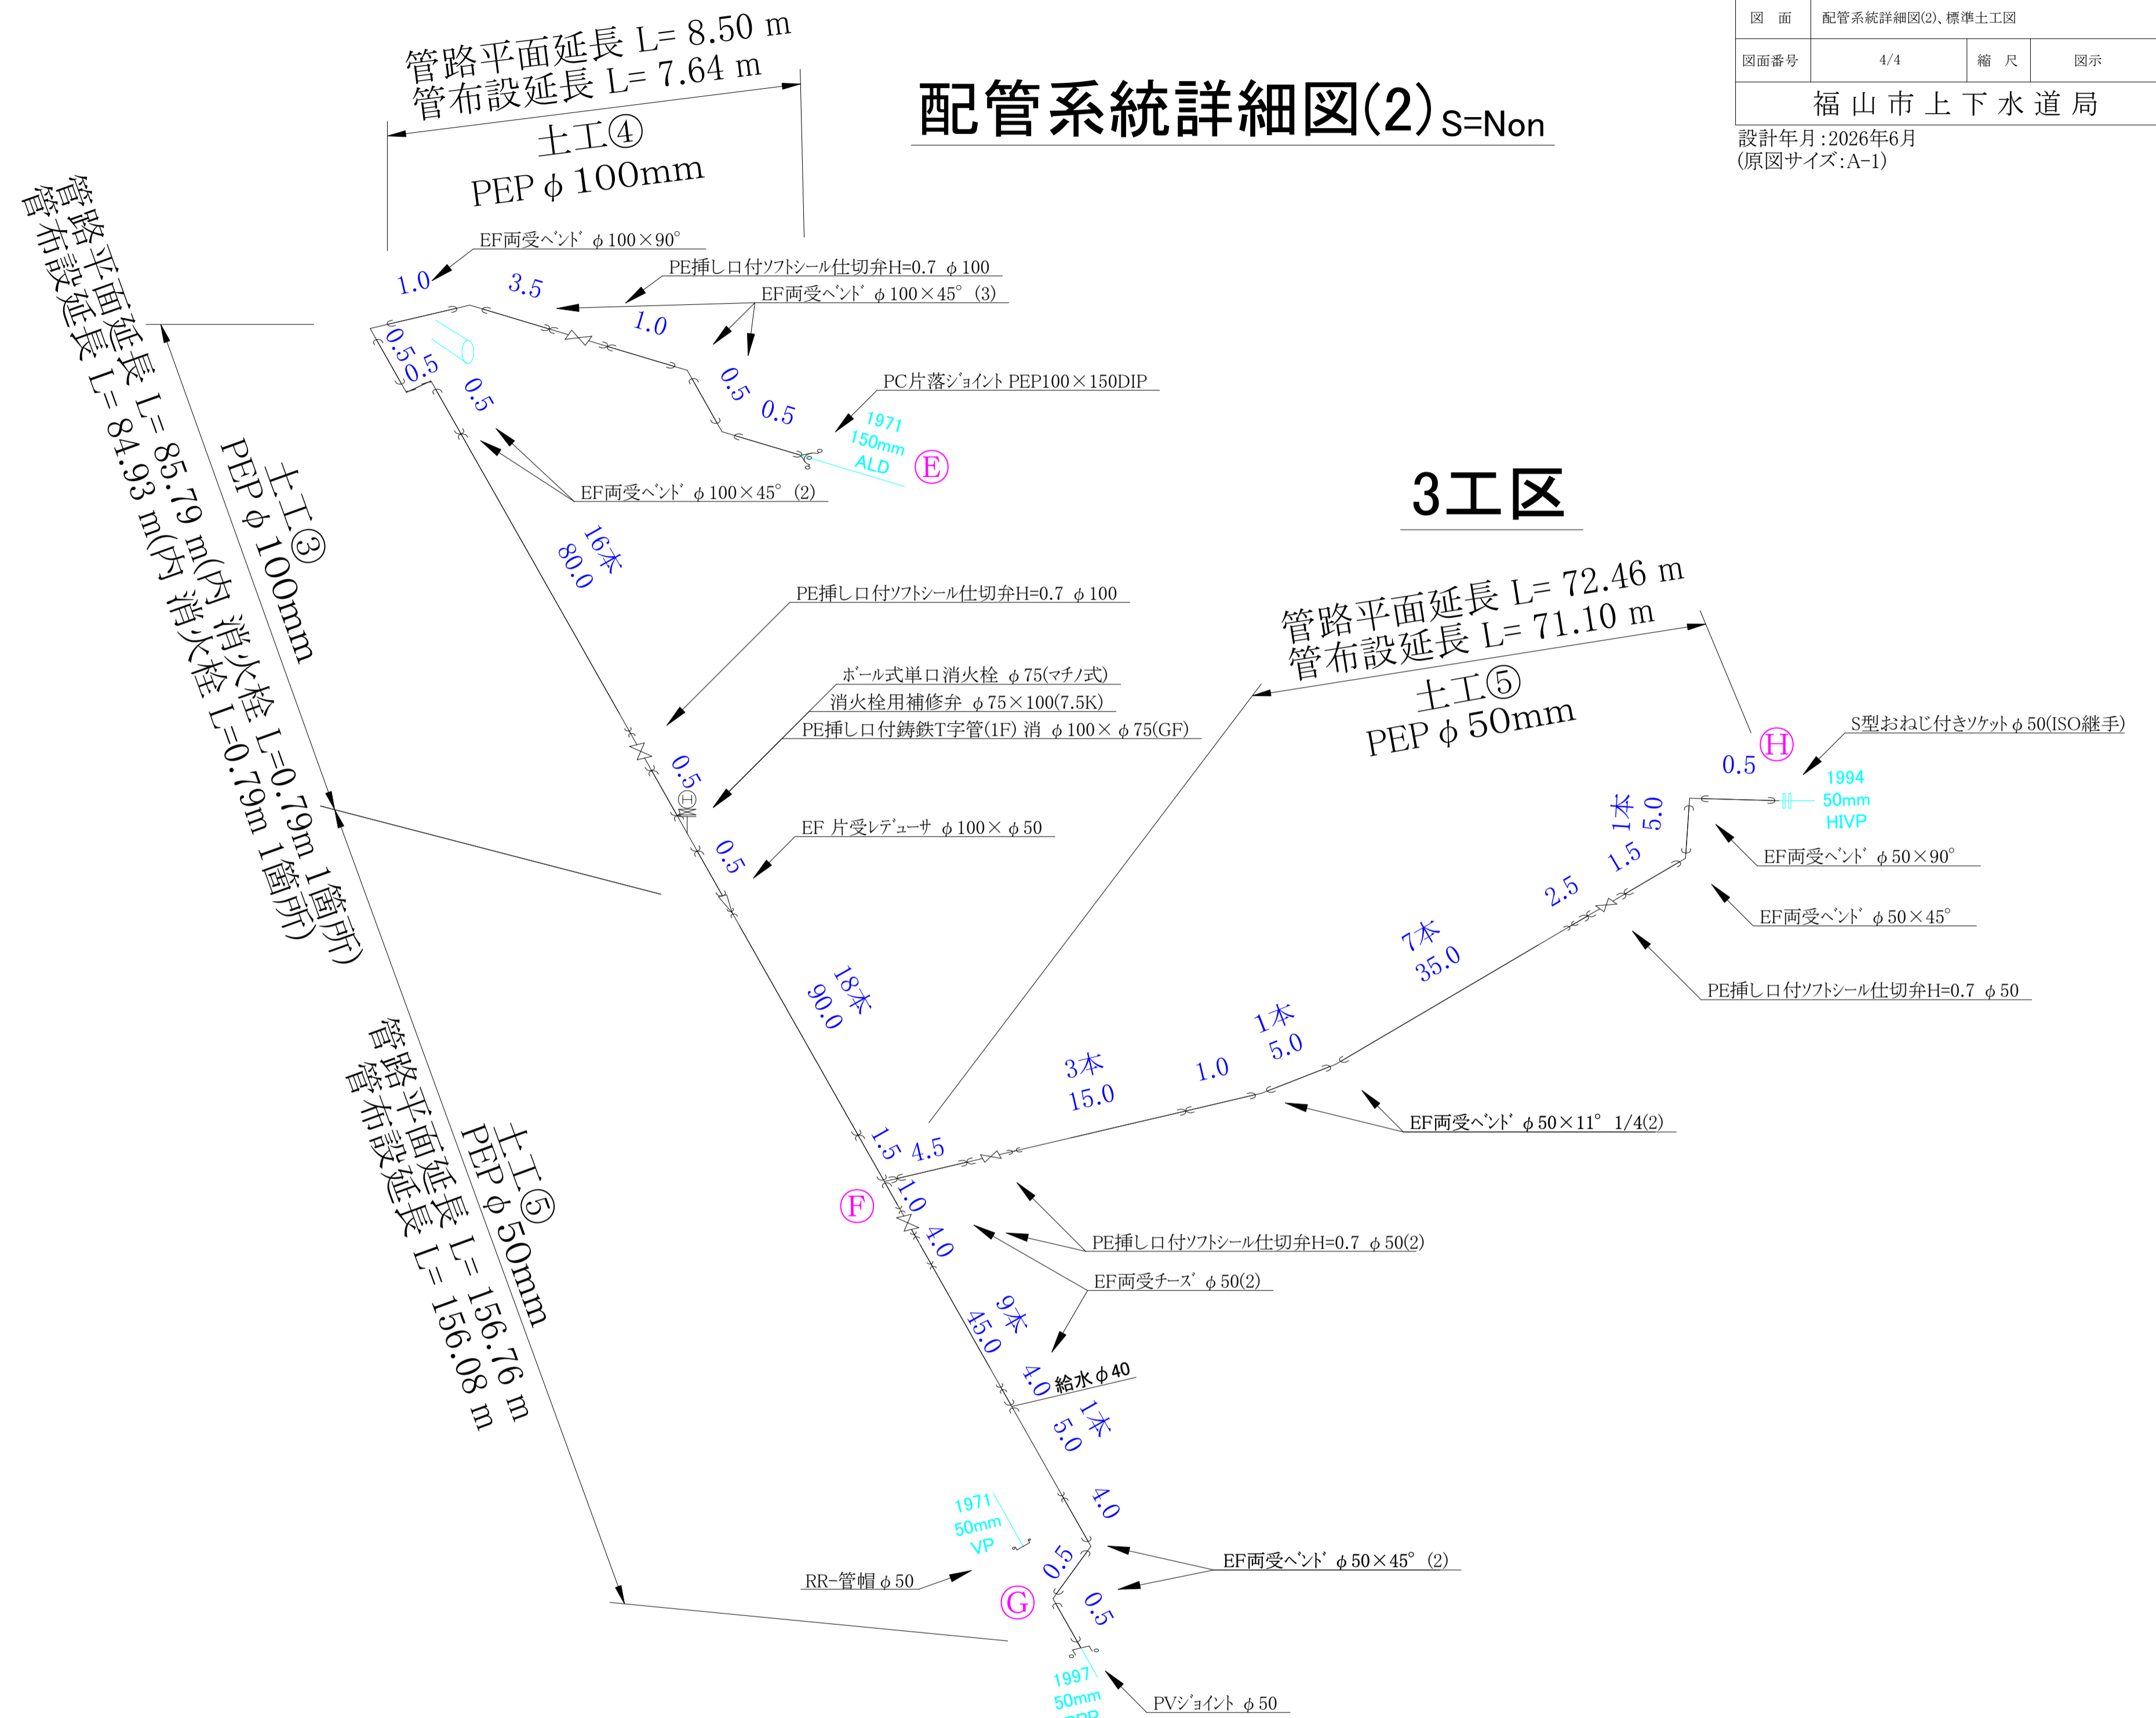 図 面 配管系統詳細図(2)、標準土工図
図面番号 4/4 縮 尺 図示
福山市上下水道局
設計年月:2026年6月
(原図サイズ:A-1)
配管系統詳細図(2) S=Non
3工区
管路平面延長 L= 8.50 m
管布設延長 L= 7.64 m
土工④
PEPφ100mm
EF両受ベンド φ100×90°
1.0
3.5
PE挿し口付ソフトシール仕切弁H=0.7 φ100
EF両受ベンド φ100×45° (3)
1.0
0.5
0.5
0.5
0.5
0.5
PC片落ジョイント PEP100×150DIP
1971
150mm
ALD
Ⓔ
EF両受ベンド φ100×45° (2)
管路平面延長 L= 85.79 m(内 消火栓 L=0.79m 1箇所)
管布設延長 L= 84.93 m(内 消火栓 L=0.79m 1箇所)
土工③
PEPφ100mm
16本
80.0
PE挿し口付ソフトシール仕切弁H=0.7 φ100
ボール式単口消火栓 φ75(マチノ式)
消火栓用補修弁 φ75×100(7.5K)
PE挿し口付鋳鉄T字管(1F) 消 φ100×φ75(GF)
0.5
H
0.5
EF 片受レデューサ φ100×φ50
管路平面延長 L= 72.46 m
管布設延長 L= 71.10 m
土工⑤
PEPφ50mm
Ⓗ
S型おねじ付きソケットφ50(ISO継手)
0.5
1994
50mm
HIVP
1本
5.0
EF両受ベンド φ50×90°
1.5
EF両受ベンド φ50×45°
2.5
PE挿し口付ソフトシール仕切弁H=0.7 φ50
7本
35.0
1本
5.0
1.0
3本
15.0
EF両受ベンド φ50×11° 1/4(2)
18本
90.0
1.5
4.5
Ⓕ
1.0
4.0
PE挿し口付ソフトシール仕切弁H=0.7 φ50(2)
EF両受チーズ φ50(2)
管路平面延長 L= 156.76 m
管布設延長 L= 156.08 m
土工⑤
PEPφ50mm
9本
45.0
4.0
給水φ40
1本
5.0
4.0
1971
50mm
VP
RR-管帽φ50
0.5
EF両受ベンド φ50×45° (2)
Ⓖ
0.5
1997
50mm
PVジョイント φ50